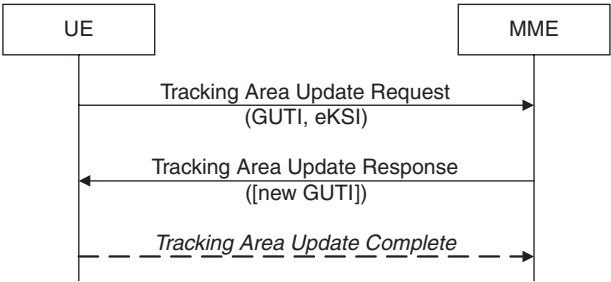 UE
MME
Tracking Area Update Request
(GUTI, eKSI)
Tracking Area Update Response
([new GUTI])
Tracking Area Update Complete